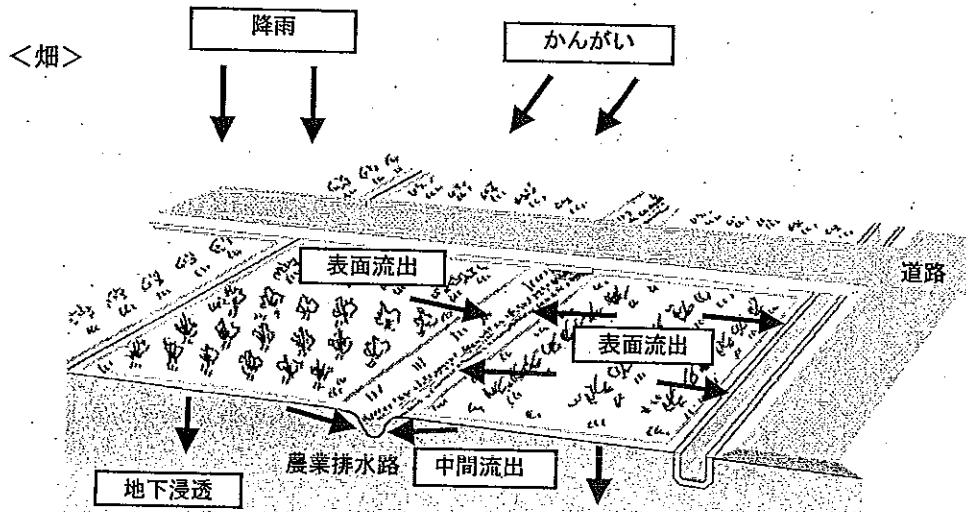 降雨
かんがい
＜畑＞
表面流出
道路
表面流出
農業排水路
中間流出
地下浸透